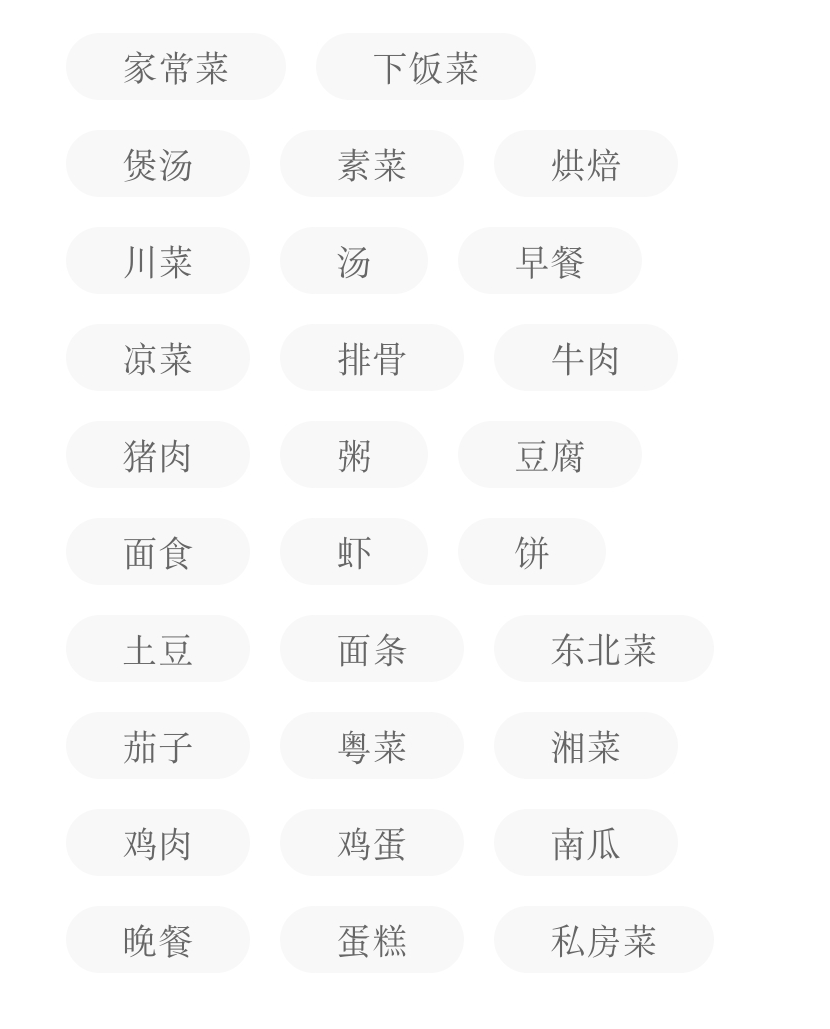 家常菜 下饭菜
煲汤 素菜 烘焙
川菜 汤 早餐
凉菜 排骨 牛肉
猪肉 粥 豆腐
面食 虾 饼
土豆 面条 东北菜
茄子 粤菜 湘菜
鸡肉 鸡蛋 南瓜
晚餐 蛋糕 私房菜